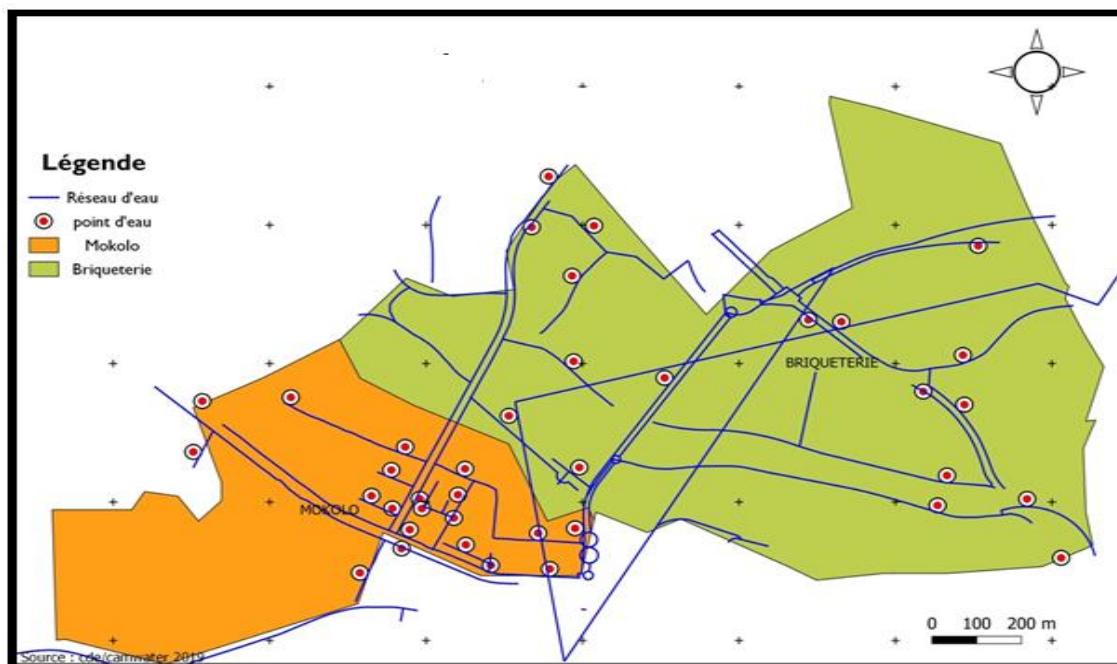 Légende
Réseau d'eau
point d'eau
Mokolo
Briqueterie
BRIQUETERIE
MOKOLO
0 100 200 m
Source : cde/camwater 2019